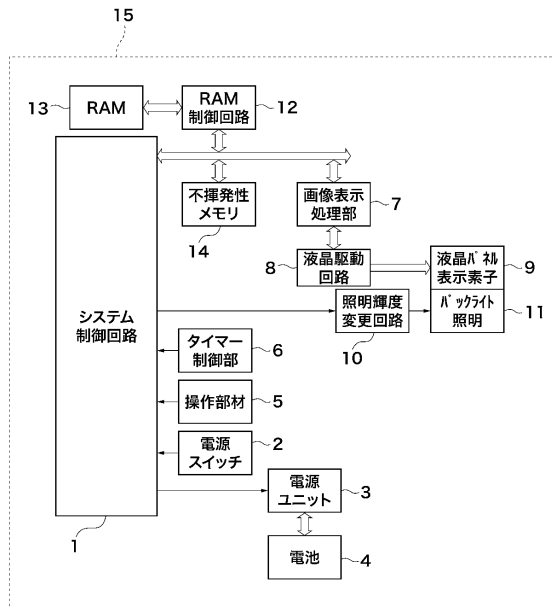 15
13
RAM
RAM
制御回路
12
不揮発性
メモリ
14
画像表示
処理部
7
8
液晶駆動
回路
液晶ﾊﾟﾈﾙ
表示素子
9
照明輝度
変更回路
10
ﾊﾞｯｸﾗｲﾄ
照明
11
システム
制御回路
1
タイマー
制御部
6
操作部材
5
電源
スイッチ
2
電源
ユニット
3
電池
4